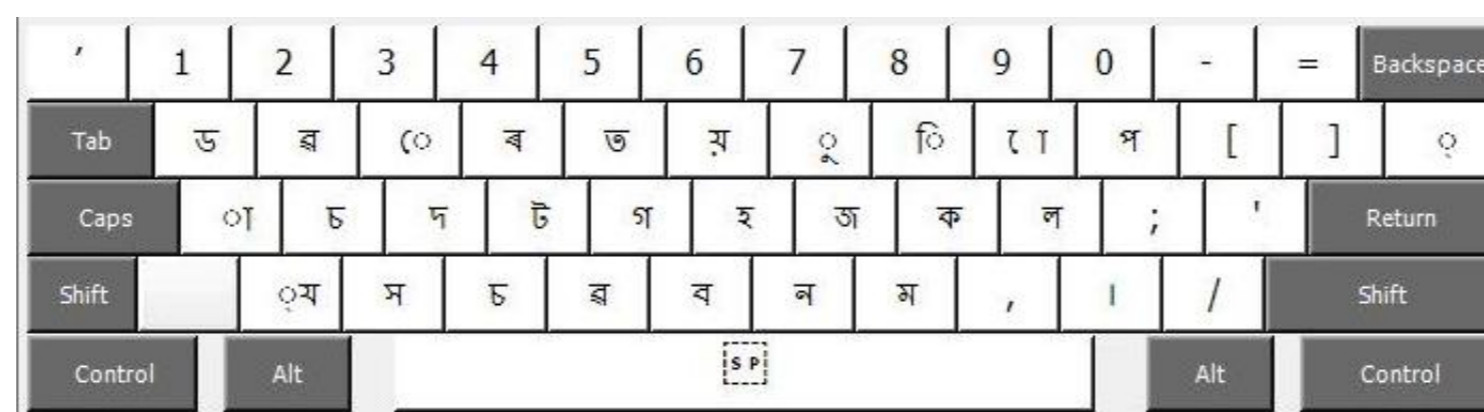 ′ 1 2 3 4 5 6 7 8 9 0 - = Backspace
Tab ড ৱ ে ৰ ত য় ু ি ো প [ ] ়
Caps া চ দ ট গ হ জ ক ল ; ' Return
Shift ্য স চ ৱ ব ন ম , । / Shift
Control Alt SP Alt Control